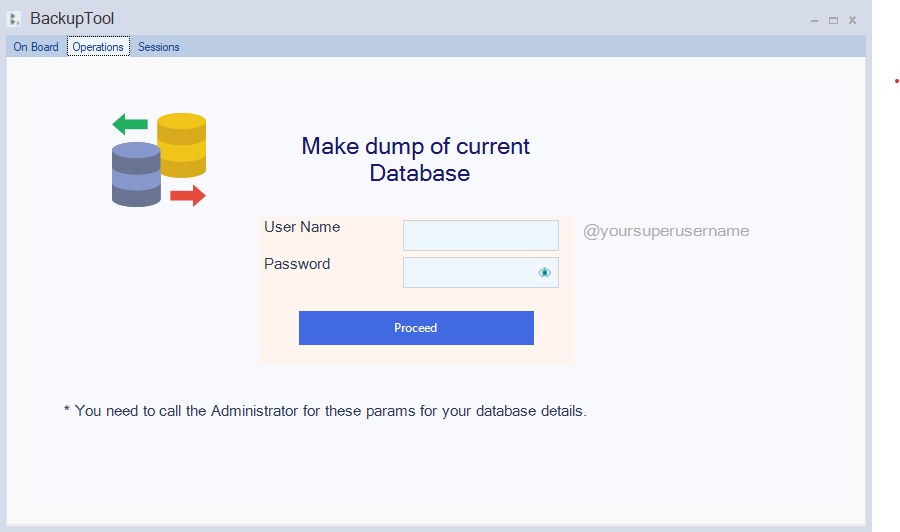 BackupTool
On Board Operations Sessions
Make dump of current
Database
User Name
@yoursuperusername
Password
Proceed
* You need to call the Administrator for these params for your database details.